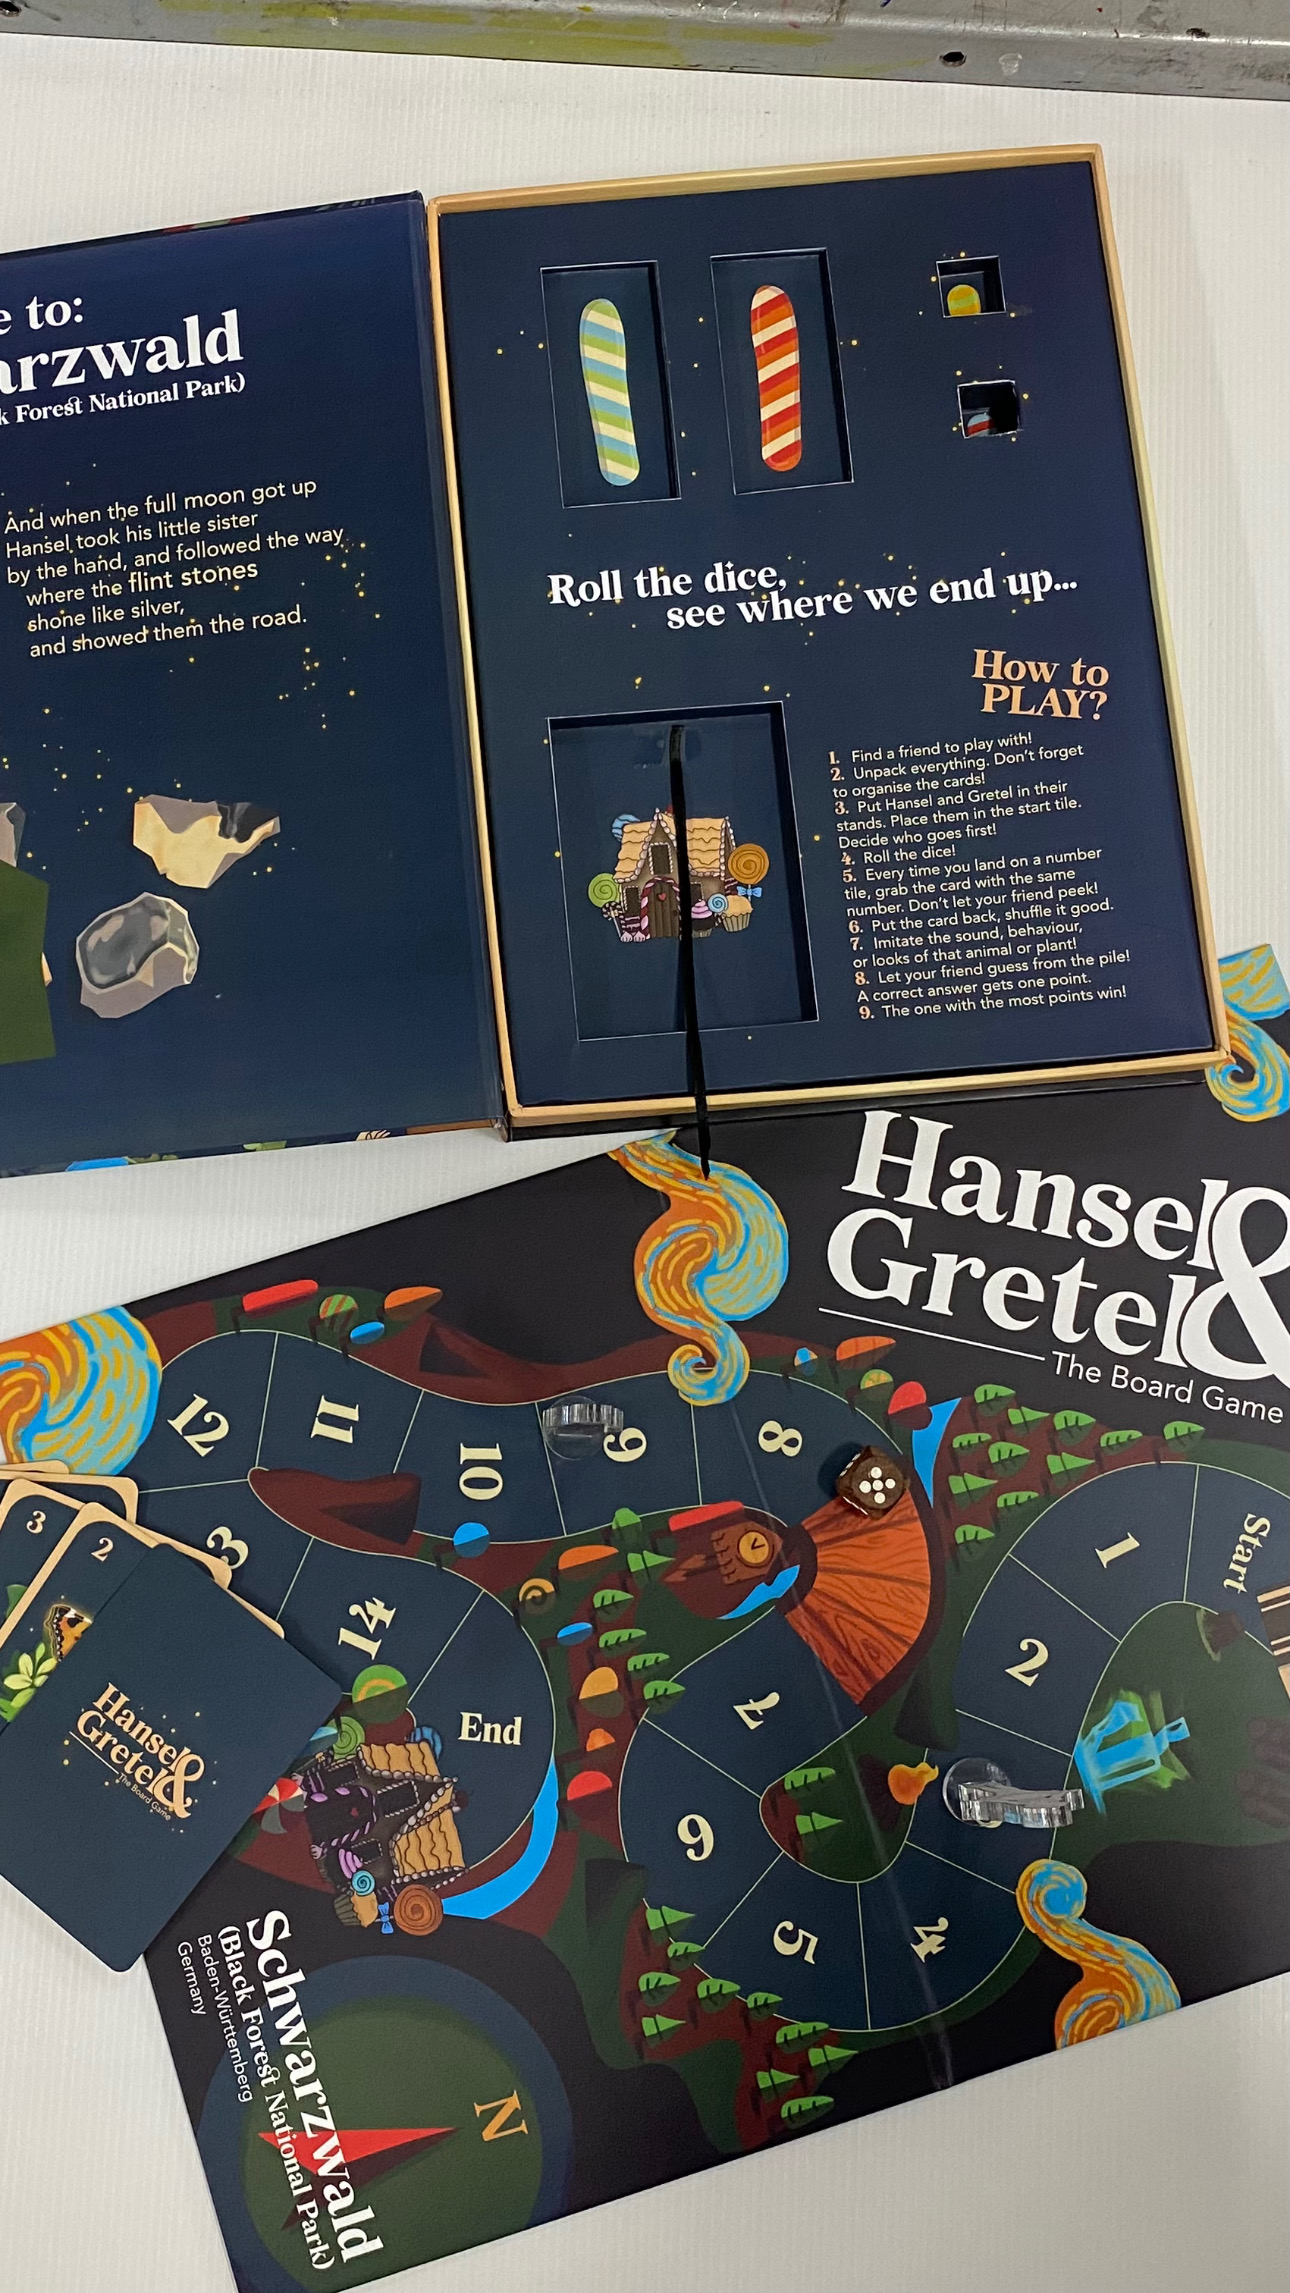 e to:
arzwald
k Forest National Park)
And when the full moon got up
Hansel took his little sister
by the hand, and followed the way
where the flint stones
shone like silver,
and showed them the road.
Roll the dice,
see where we end up...
How to
PLAY?
1. Find a friend to play with!
2. Unpack everything. Don't forget
to organise the cards!
3. Put Hansel and Gretel in their
stands. Place them in the start tile.
Decide who goes first!
4. Roll the dice!
5. Every time you land on a number
tile, grab the card with the same
number. Don't let your friend peek!
6. Put the card back, shuffle it good.
7. Imitate the sound, behaviour,
or looks of that animal or plant!
8. Let your friend guess from the pile!
A correct answer gets one point.
9. The one with the most points win!
Hansel &
Gretel
The Board Game
Start
1
2
4
5
6
7
8
9
10
11
12
3
14
End
3
2
Hansel &
Gretel
The Board Game
Schwarzwald
(Black Forest National Park)
Baden-Württemberg
Germany
N